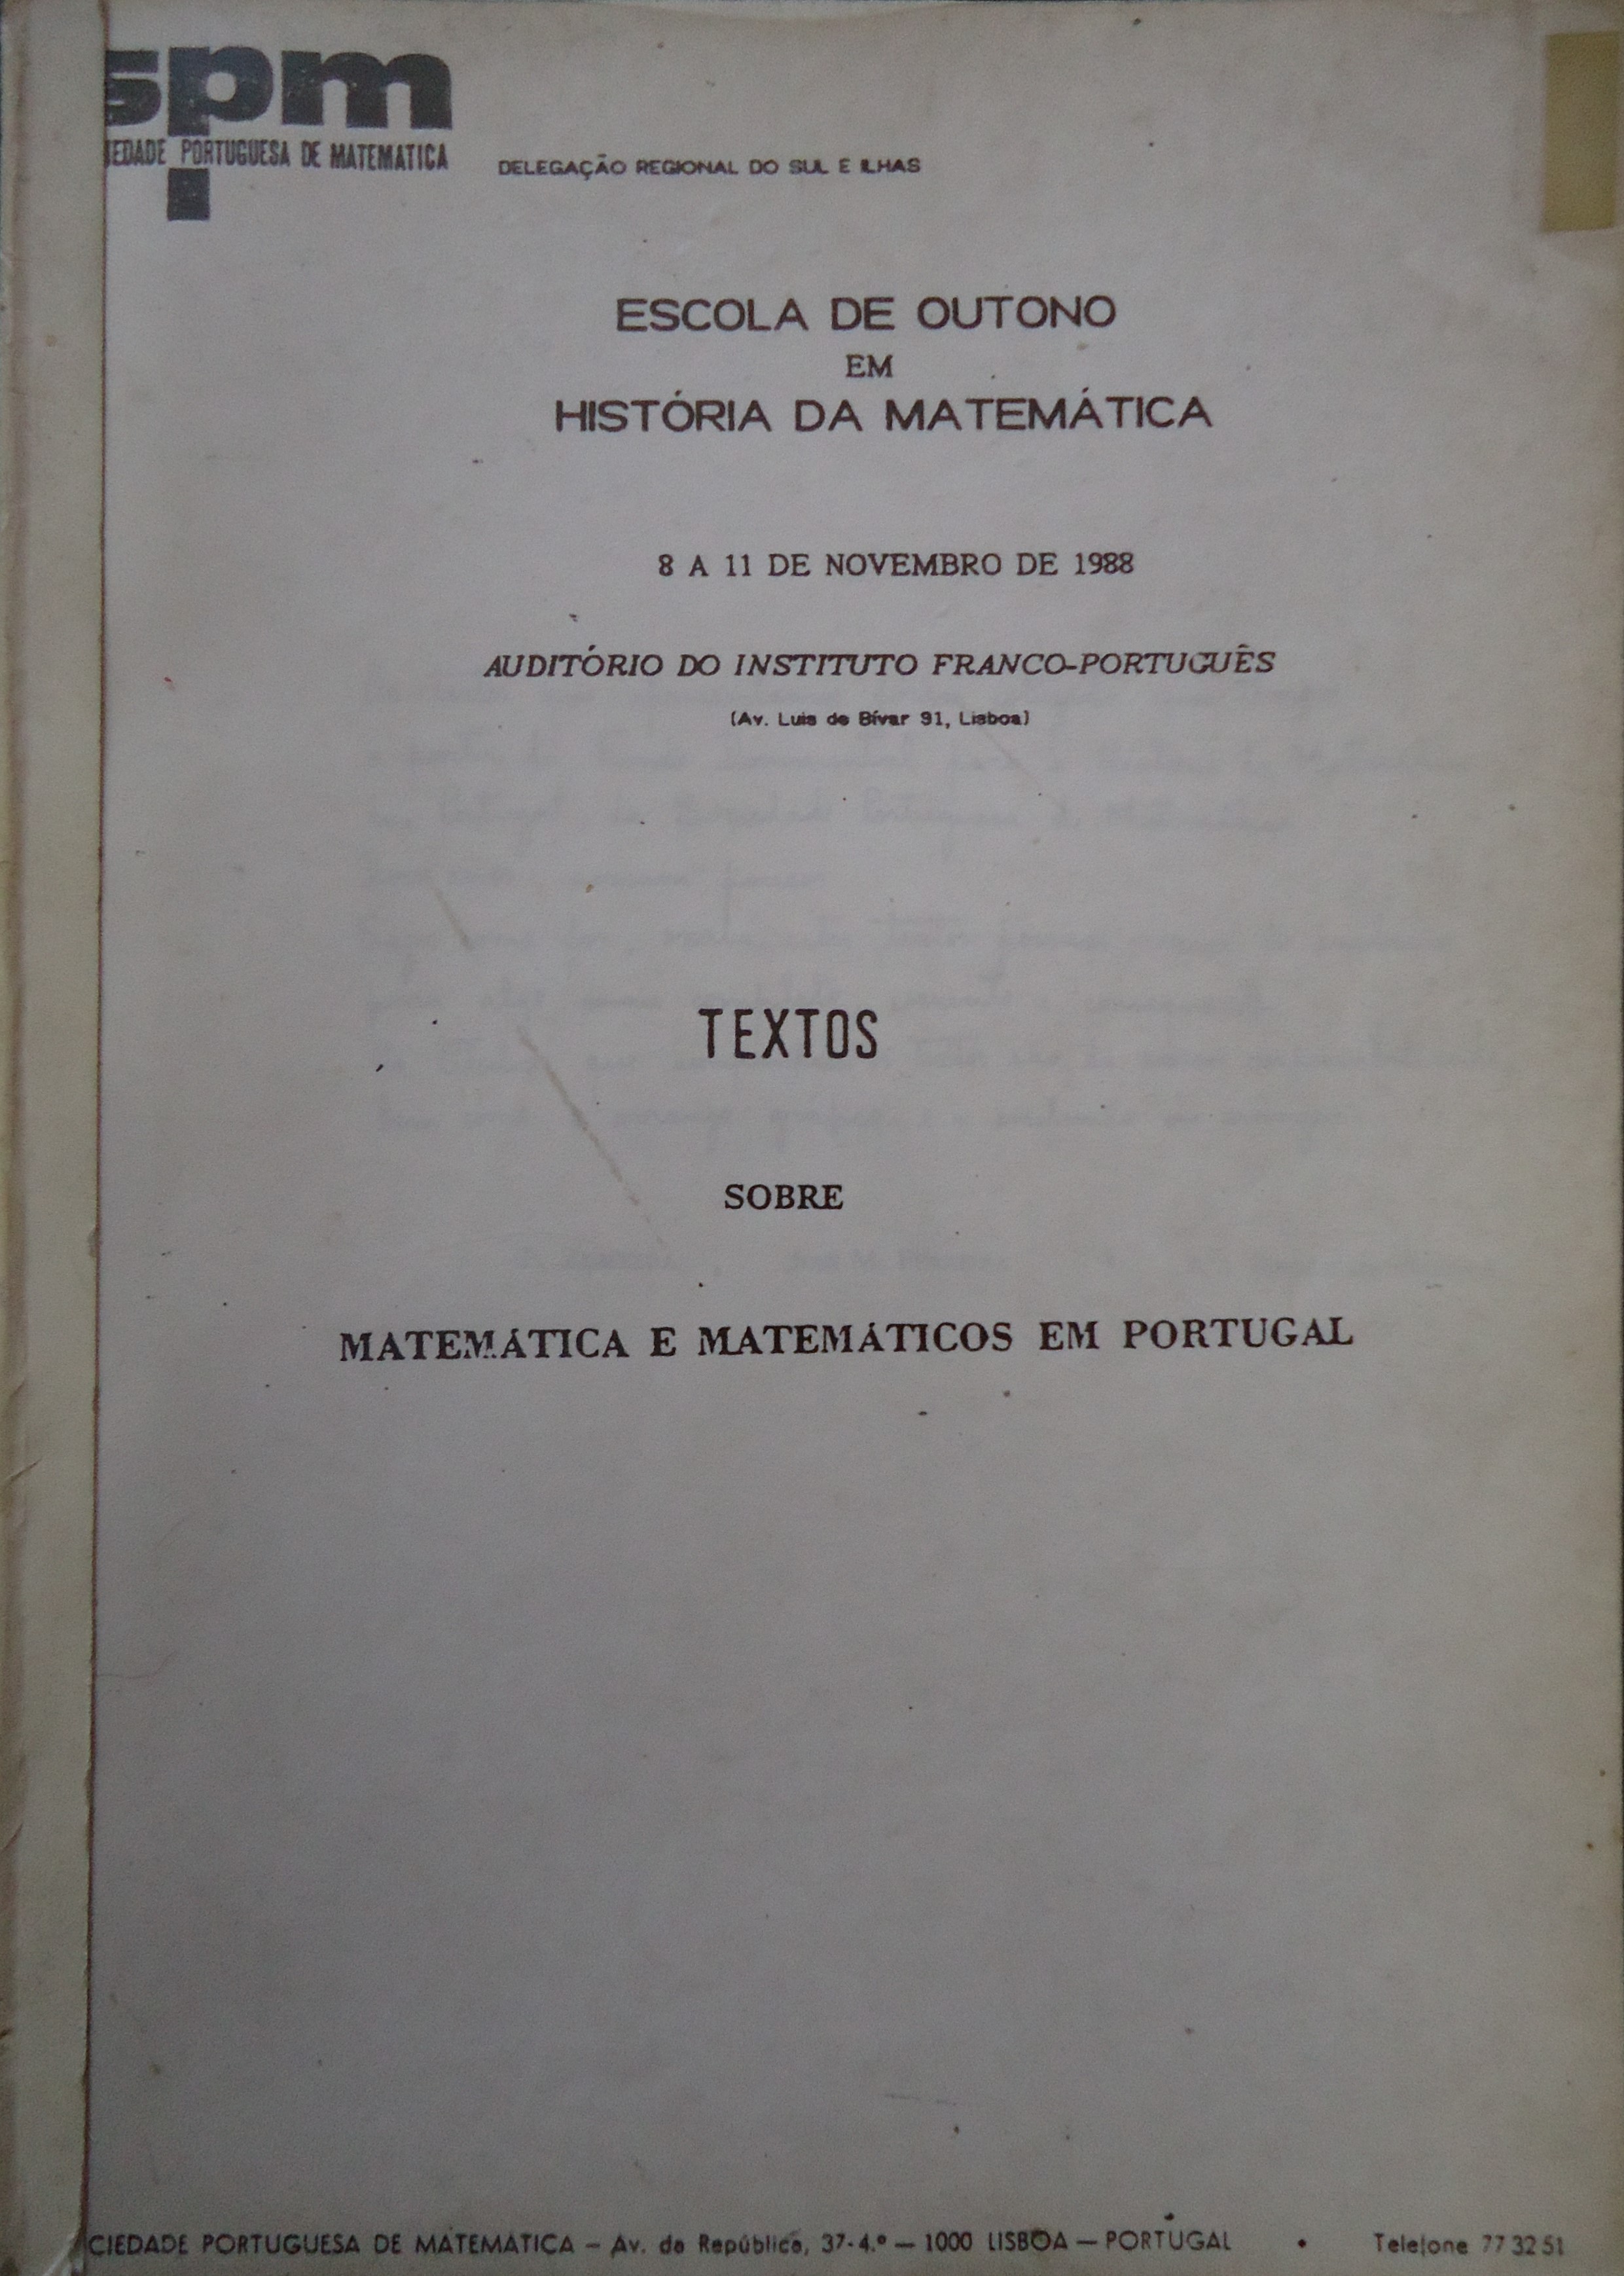 spm
IEDADE PORTUGUESA DE MATEMATICA
DELEGAÇÃO REGIONAL DO SUL E ILHAS
ESCOLA DE OUTONO
EM
HISTÓRIA DA MATEMÁTICA
8 A 11 DE NOVEMBRO DE 1988
AUDITÓRIO DO INSTITUTO FRANCO-PORTUGUÊS
(Av. Luis de Bívar 91, Lisboa)
TEXTOS
SOBRE
MATEMÁTICA E MATEMÁTICOS EM PORTUGAL
CIEDADE PORTUGUESA DE MATEMATICA – Av. da República, 37-4.º — 1000 LISBOA — PORTUGAL • Telefone 77 32 51